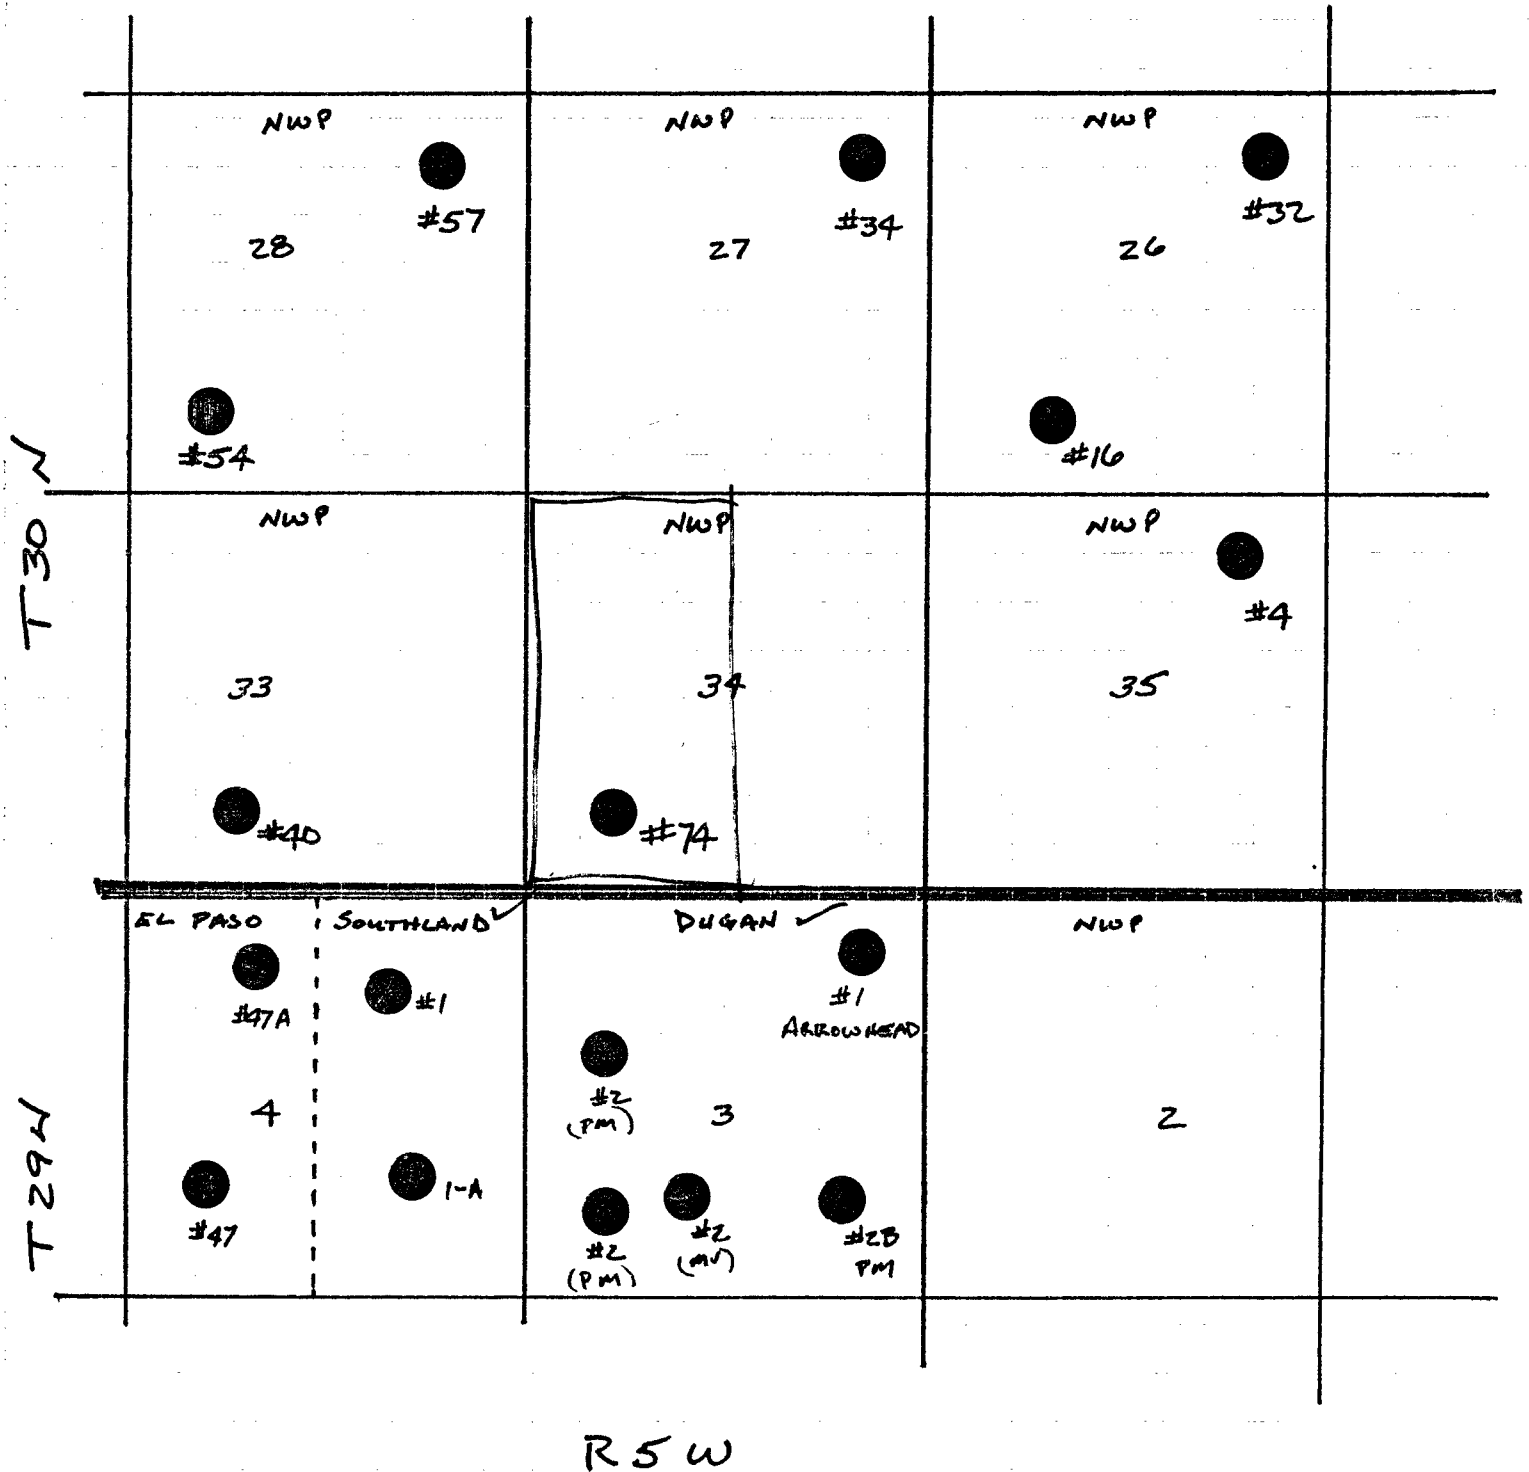 NWP
NWP
NWP
#57
#34
#32
28
27
26
#54
#16
T30N
NWP
NWP
NWP
#4
33
34
35
#40
#74
EL PASO
SOUTHLAND
DUGAN
NWP
#47A
#1
#1
ARROWHEAD
#2
(PM)
4
3
2
T29N
#47
1-A
#2
(PM)
#2
(MV)
#2B
PM
R5W